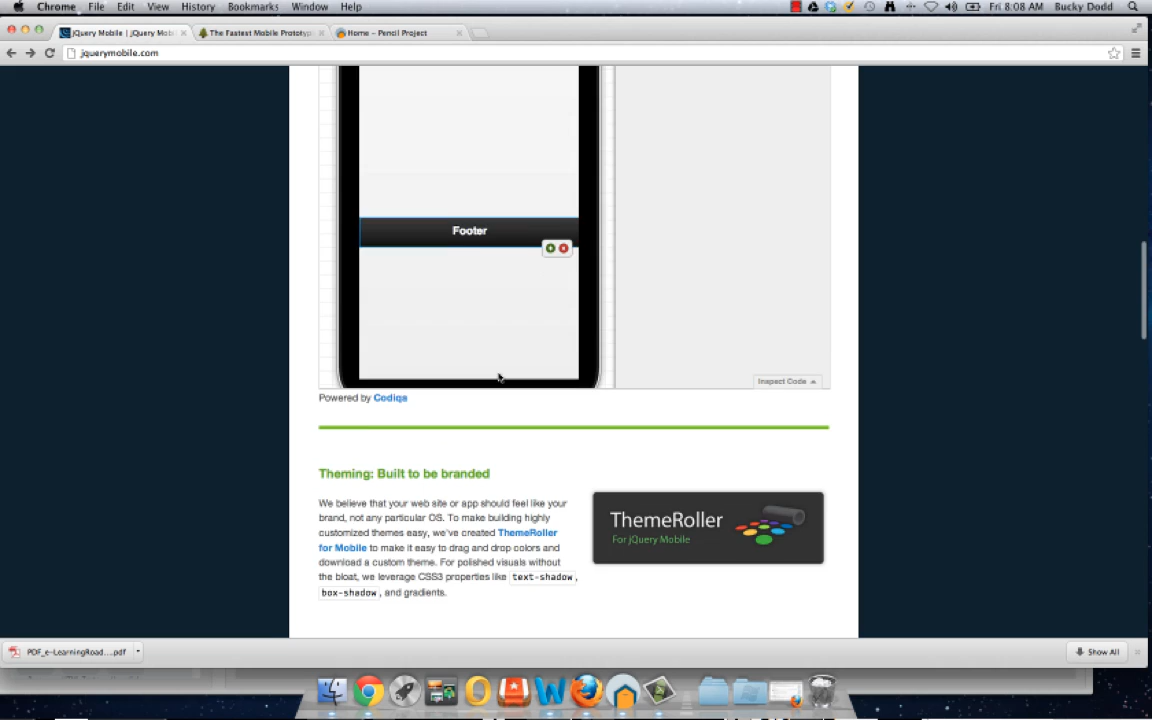 Chrome File Edit View History Bookmarks Window Help Fri 8:08 AM Bucky Dodd
jQuery Mobile | jQuery Mob The Fastest Mobile Prototypi Home – Pencil Project
jquerymobile.com
Footer
Inspect Code
Powered by Codiqa
Theming: Built to be branded
We believe that your web site or app should feel like your
brand, not any particular OS. To make building highly
customized themes easy, we've created ThemeRoller
for Mobile to make it easy to drag and drop colors and
download a custom theme. For polished visuals without
the bloat, we leverage CSS3 properties like text-shadow,
box-shadow, and gradients.
ThemeRoller
For jQuery Mobile
PDF_e-LearningRoad....pdf Show All